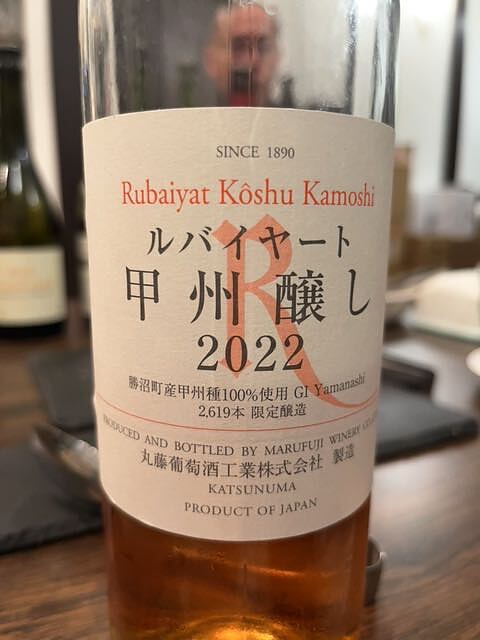 SINCE 1890
Rubaiyat Kôshu Kamoshi
R
ルバイヤート
甲州醸し
2022
勝沼町産甲州種100%使用 GI Yamanashi
2,619本 限定醸造
PRODUCED AND BOTTLED BY MARUFUJI WINERY
丸藤葡萄酒工業株式会社 製造
KATSUNUMA
PRODUCT OF JAPAN